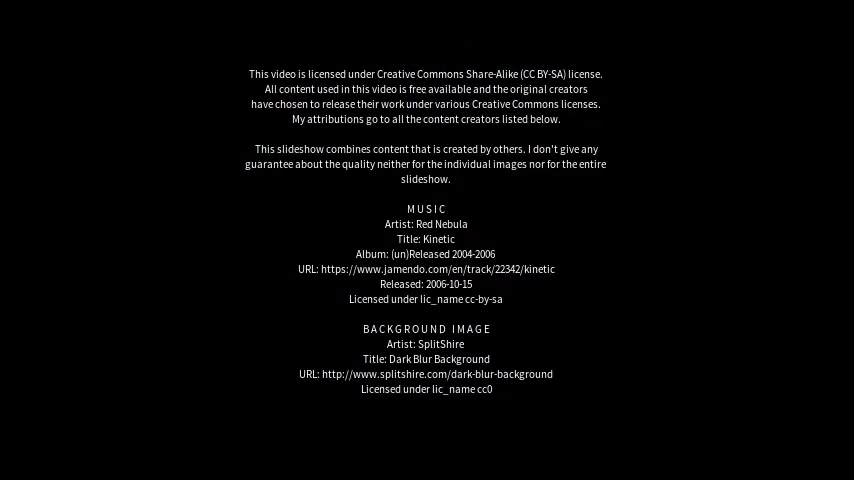 This video is licensed under Creative Commons Share-Alike (CC BY-SA) license.
All content used in this video is free available and the original creators
have chosen to release their work under various Creative Commons licenses.
My attributions go to all the content creators listed below.
This slideshow combines content that is created by others. I don't give any
guarantee about the quality neither for the individual images nor for the entire
slideshow.
MUSIC
Artist: Red Nebula
Title: Kinetic
Album: (un)Released 2004-2006
URL: https://www.jamendo.com/en/track/22342/kinetic
Released: 2006-10-15
Licensed under lic_name cc-by-sa
BACKGROUND IMAGE
Artist: SplitShire
Title: Dark Blur Background
URL: http://www.splitshire.com/dark-blur-background
Licensed under lic_name cc0